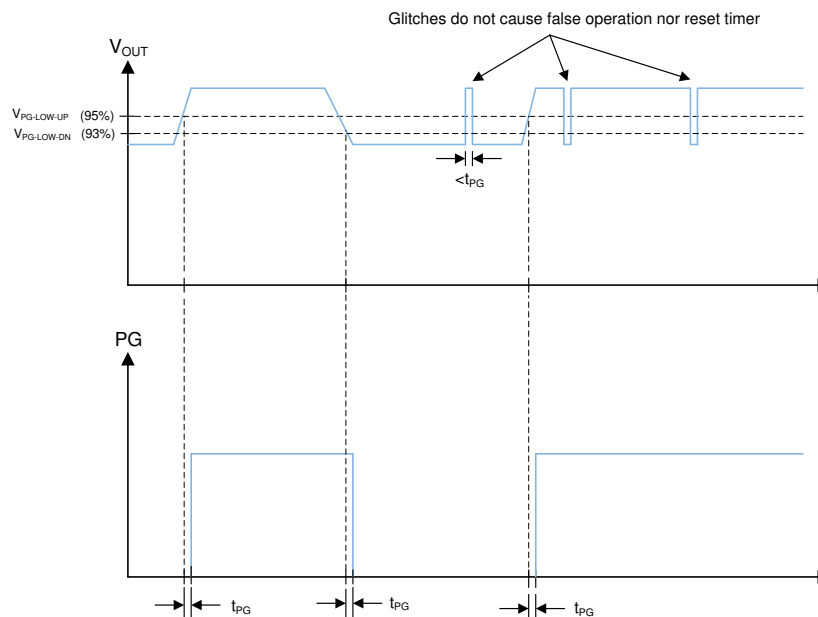 Glitches do not cause false operation nor reset timer
VOUT
VPG-LOW-UP (95%)
VPG-LOW-DN (93%)
<tPG
PG
tPG
tPG
tPG